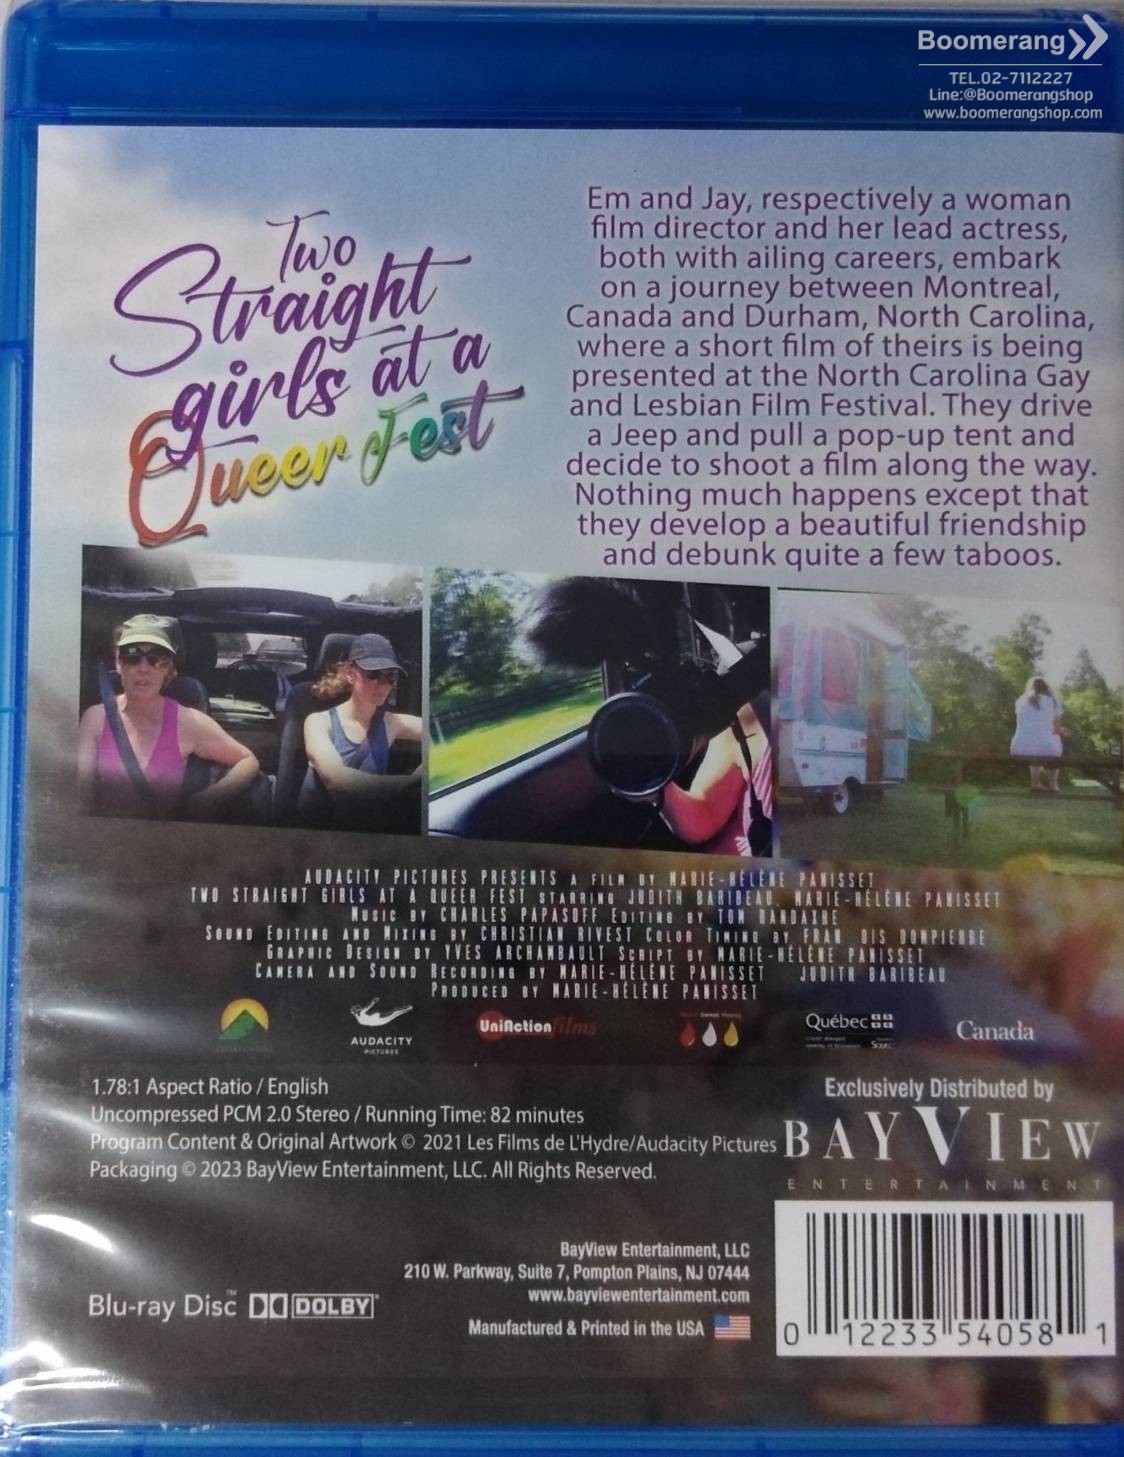 Boomerang
TEL.02-7112227
Line:@Boomerangshop
www.boomerangshop.com
Two
Straight
girls at a
Queer Fest
Em and Jay, respectively a woman
film director and her lead actress,
both with ailing careers, embark
on a journey between Montreal,
Canada and Durham, North Carolina,
where a short film of theirs is being
presented at the North Carolina Gay
and Lesbian Film Festival. They drive
a Jeep and pull a pop-up tent and
decide to shoot a film along the way.
Nothing much happens except that
they develop a beautiful friendship
and debunk quite a few taboos.
AUDACITY PICTURES PRESENTS A FILM BY MARIE-HÉLÈNE PANISSET
TWO STRAIGHT GIRLS AT A QUEER FEST STARRING JUDITH BARIBEAU, MARIE-HÉLÈNE PANISSET
MUSIC BY CHARLES PAPASOFF EDITING BY TOM RANDAXHE
SOUND EDITING AND MIXING BY CHRISTIAN RIVEST COLOR TIMING BY FRAN OIS DOMPIERRE
GRAPHIC DESIGN BY YVES ARCHAMBAULT SCRIPT BY MARIE-HÉLÈNE PANISSET
CAMERA AND SOUND RECORDING BY MARIE-HÉLÈNE PANISSET JUDITH BARIBEAU
PRODUCED BY MARIE-HÉLÈNE PANISSET
AUDACITY
PICTURES
UniAction films
Québec
Canada
1.78:1 Aspect Ratio / English
Uncompressed PCM 2.0 Stereo / Running Time: 82 minutes
Program Content & Original Artwork © 2021 Les Films de L'Hydre/Audacity Pictures
Packaging © 2023 BayView Entertainment, LLC. All Rights Reserved.
Exclusively Distributed by
BAYVIEW
ENTERTAINMENT
BayView Entertainment, LLC
210 W. Parkway, Suite 7, Pompton Plains, NJ 07444
www.bayviewentertainment.com
Manufactured & Printed in the USA
Blu-ray Disc™ DOLBY
0 12233 54058 1